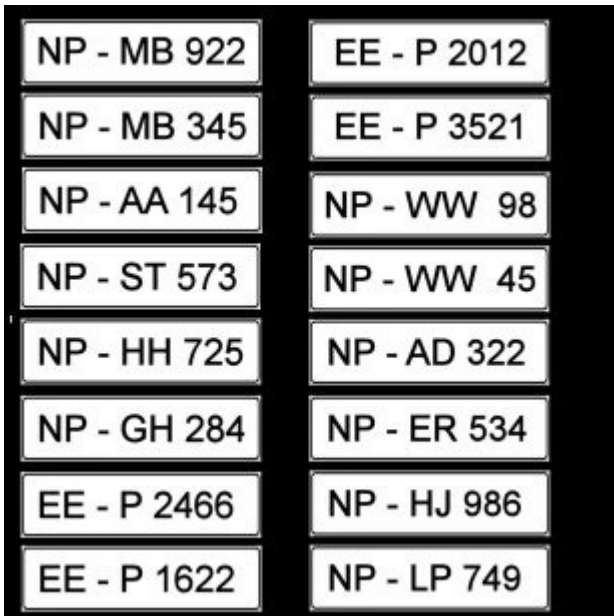 NP - MB 922
NP - MB 345
NP - AA 145
NP - ST 573
NP - HH 725
NP - GH 284
EE - P 2466
EE - P 1622
EE - P 2012
EE - P 3521
NP - WW 98
NP - WW 45
NP - AD 322
NP - ER 534
NP - HJ 986
NP - LP 749